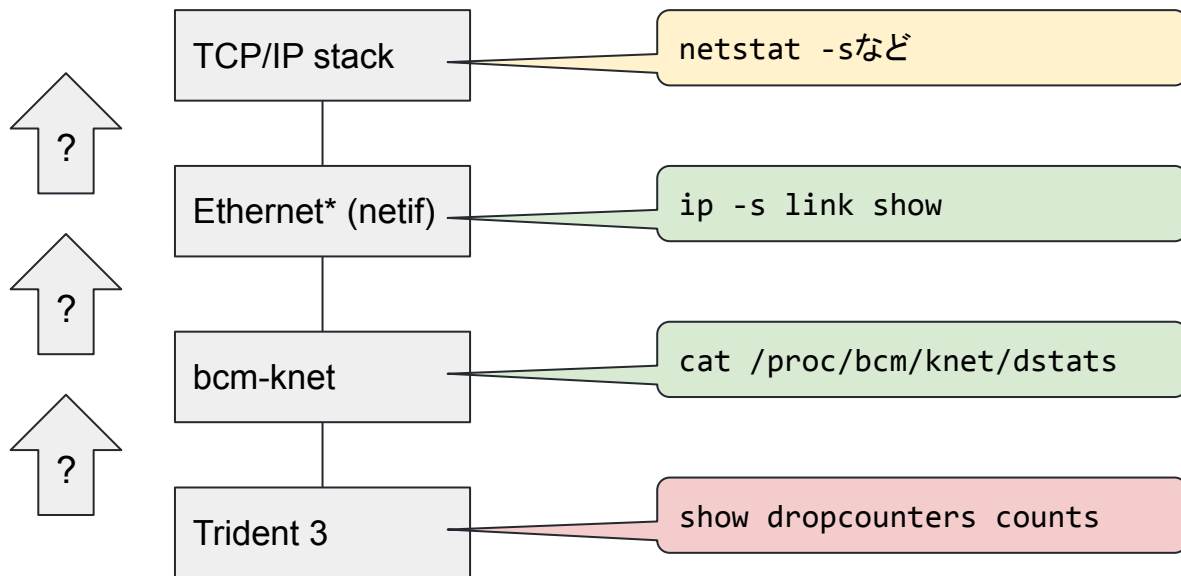 TCP/IP stack
netstat -sなど
?
Ethernet* (netif)
ip -s link show
?
bcm-knet
cat /proc/bcm/knet/dstats
?
Trident 3
show dropcounters counts